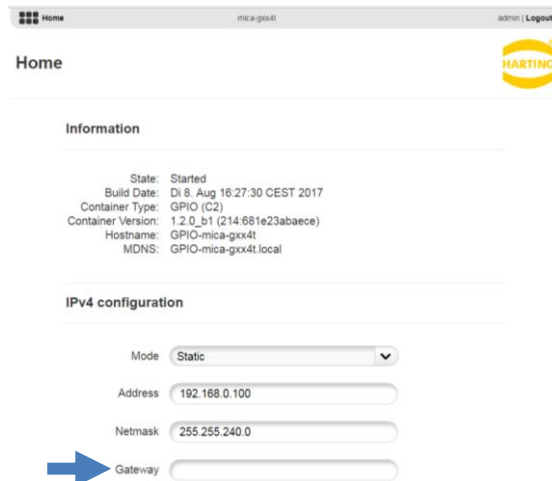 Home mica-gxx4t admin | Logout
Home
HARTING
Information
State: Started
Build Date: Di 8. Aug 16:27:30 CEST 2017
Container Type: GPIO (C2)
Container Version: 1.2.0_b1 (214:681e23abaece)
Hostname: GPIO-mica-gxx4t
MDNS: GPIO-mica-gxx4t.local
IPv4 configuration
Mode Static
Address 192.168.0.100
Netmask 255.255.240.0
Gateway